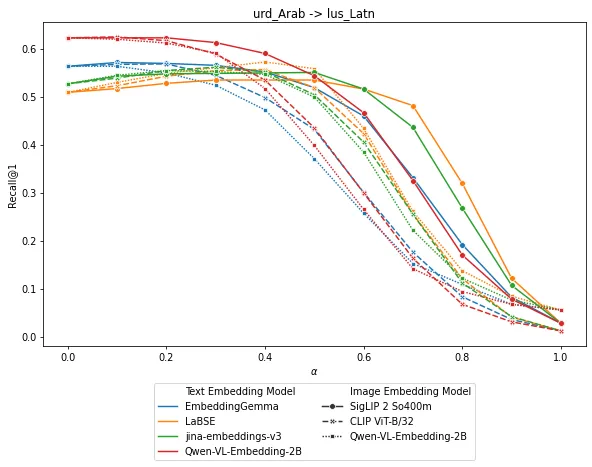 urd_Arab -> lus_Latn
0.6
0.5
0.4
0.3
0.2
0.1
0.0
Recall@1
0.0 0.2 0.4 0.6 0.8 1.0
α
Text Embedding Model Image Embedding Model
EmbeddingGemma SigLIP 2 So400m
LaBSE CLIP ViT-B/32
jina-embeddings-v3 Qwen-VL-Embedding-2B
Qwen-VL-Embedding-2B